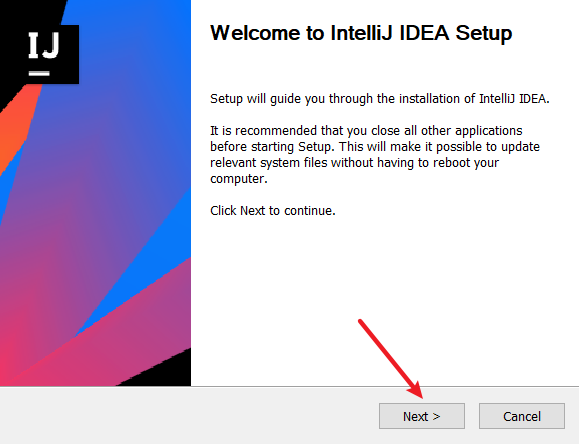 IJ
Welcome to IntelliJ IDEA Setup
Setup will guide you through the installation of IntelliJ IDEA.
It is recommended that you close all other applications
before starting Setup. This will make it possible to update
relevant system files without having to reboot your
computer.
Click Next to continue.
Next >
Cancel